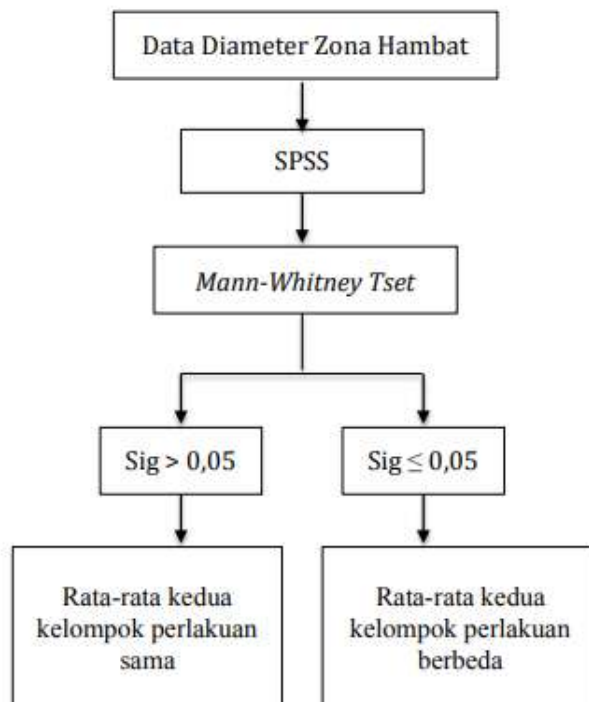 Data Diameter Zona Hambat
SPSS
Mann-Whitney Tset
Sig > 0,05
Sig ≤ 0,05
Rata-rata kedua
kelompok perlakuan
sama
Rata-rata kedua
kelompok perlakuan
berbeda